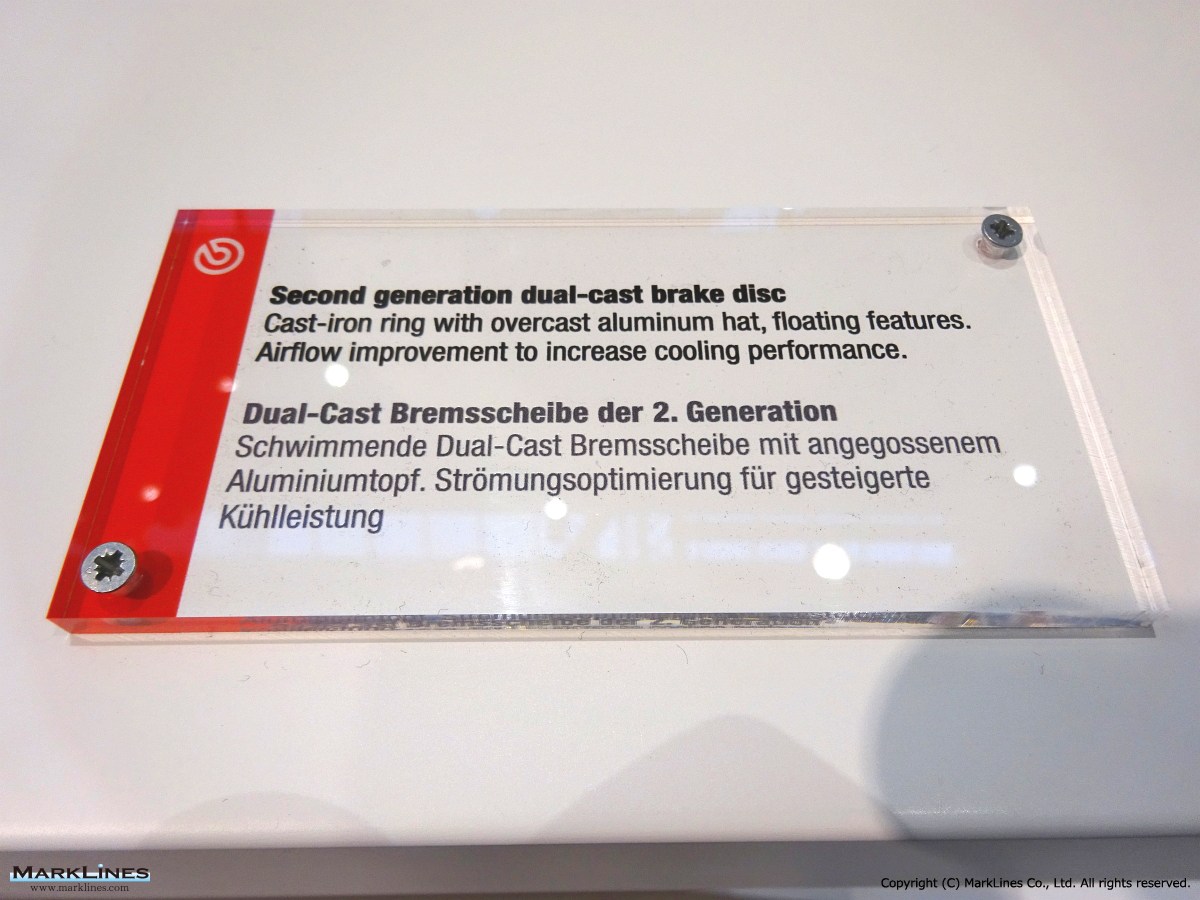 Second generation dual-cast brake disc
Cast-iron ring with overcast aluminum hat, floating features.
Airflow improvement to increase cooling performance.
Dual-Cast Bremsscheibe der 2. Generation
Schwimmende Dual-Cast Bremsscheibe mit angegossenem
Aluminiumtopf. Strömungsoptimierung für gesteigerte
Kühlleistung
MARKLINES
www.marklines.com
Copyright (C) MarkLines Co., Ltd. All rights reserved.